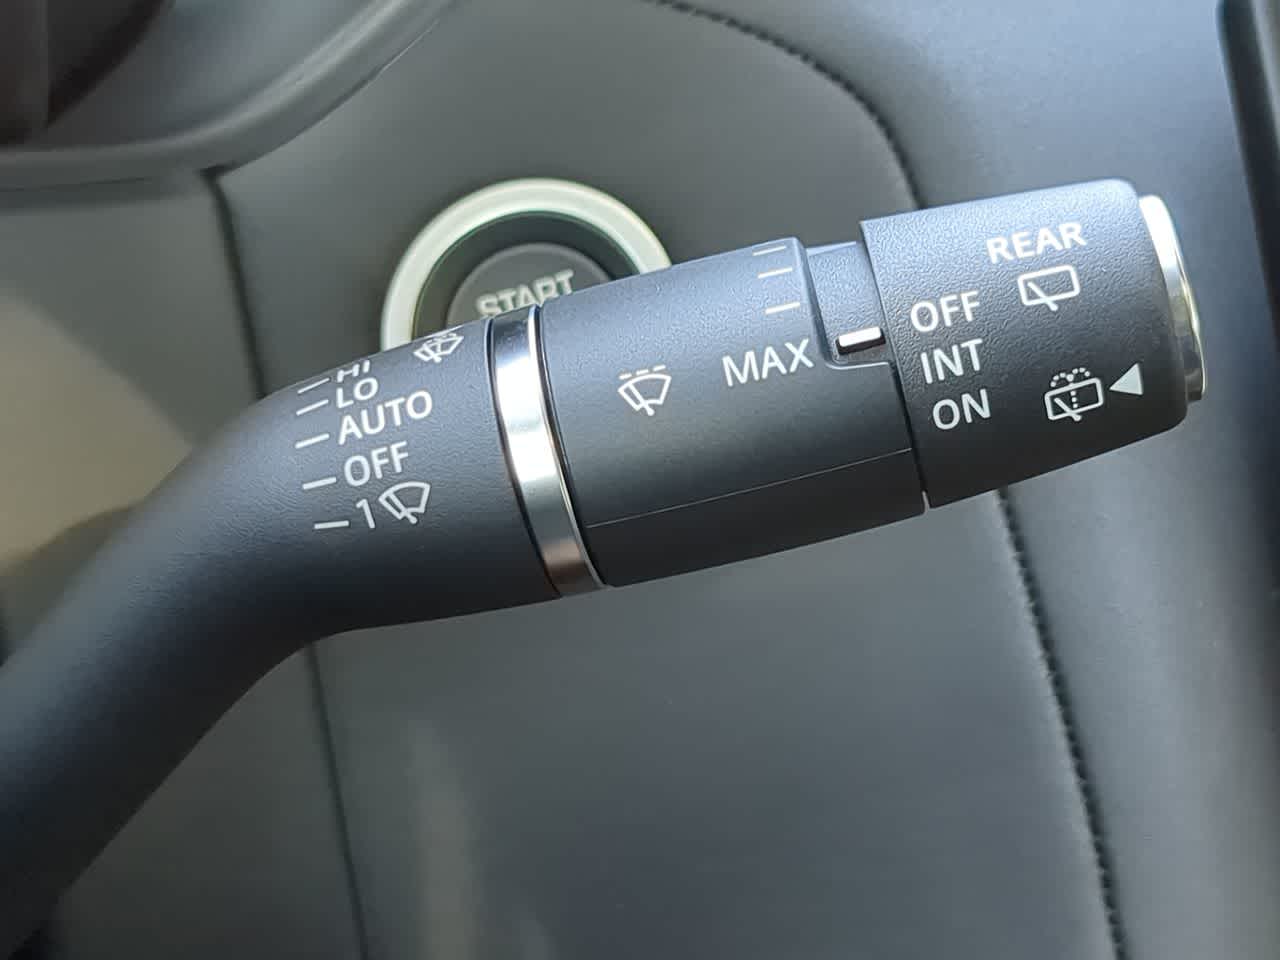 START
HI
LO
AUTO
OFF
1
MAX
REAR
OFF
INT
ON